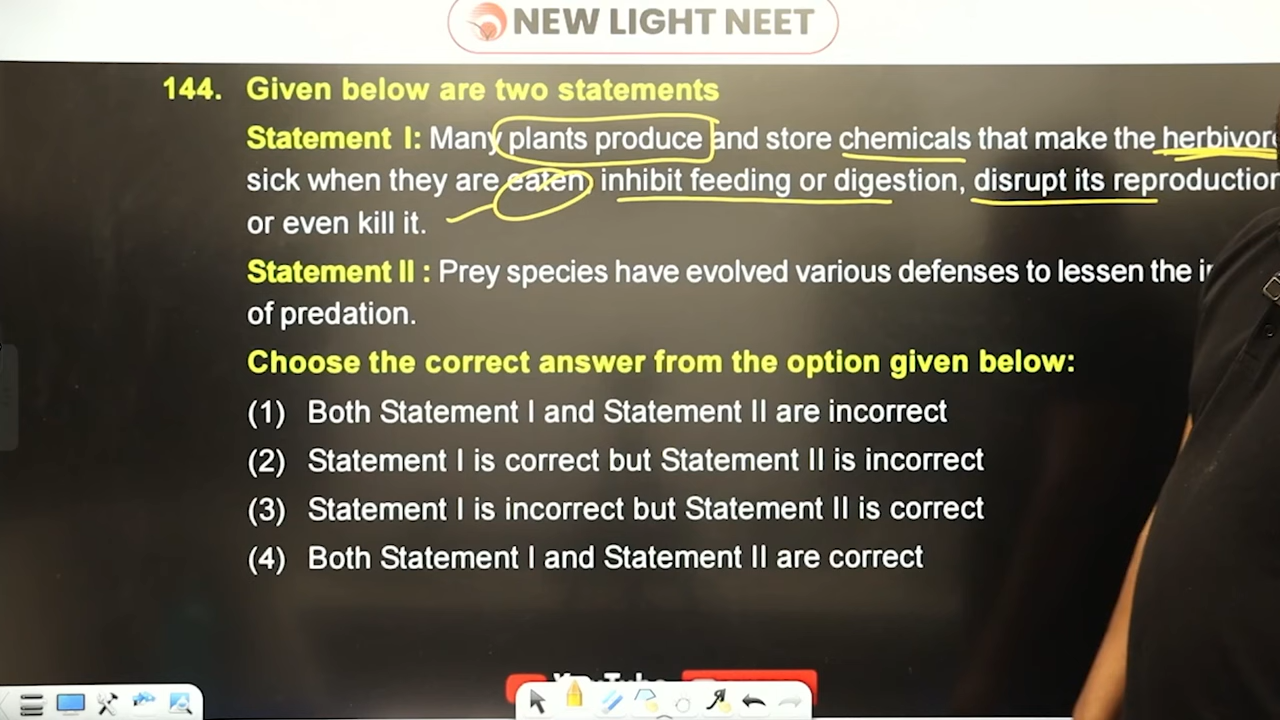 NEW LIGHT NEET
144. Given below are two statements
Statement I: Many plants produce and store chemicals that make the
sick when they are eaten, inhibit feeding or digestion, disrupt its reproduction
or even kill it.
Statement II : Prey species have evolved various defenses to lessen the
of predation.
Choose the correct answer from the option given below:
(1) Both Statement I and Statement II are incorrect
(2) Statement I is correct but Statement II is incorrect
(3) Statement I is incorrect but Statement II is correct
(4) Both Statement I and Statement II are correct